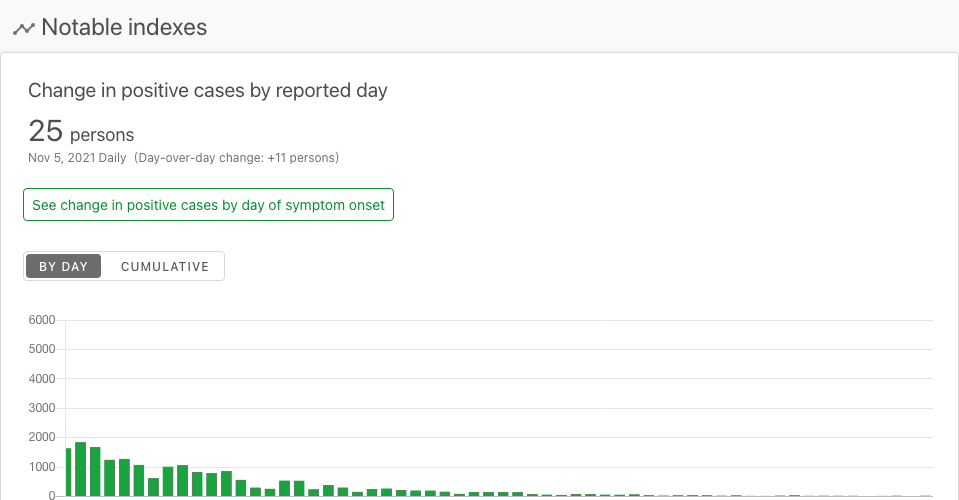 Notable indexes
Change in positive cases by reported day
25 persons
Nov 5, 2021 Daily (Day-over-day change: +11 persons)
See change in positive cases by day of symptom onset
BY DAY CUMULATIVE
6000
5000
4000
3000
2000
1000
0